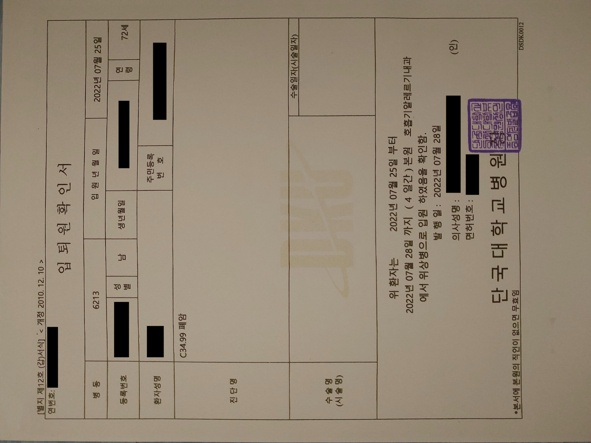 [별지 제12호 (갑)서식] < 개정 2010. 12. 10 >
연번호:
입 퇴 원 확 인 서
병 동 6213 입 원 년 월 일 2022년 07월 25일
등록번호 성별 남 생년월일 연령 72세
환자성명 주민등록번호
진 단 명 C34.99 폐암
수 술 명 (시 술 명) 수술일자(시술일자)
위 환자는 2022년 07월 25일 부터
2022년 07월 28일 까지 ( 4 일간 ) 본원 호흡기알레르기내과
에서 위상병으로 입원 하였음을 확인함.
발 행 일 : 2022년 07월 28일
의사성명 : (인)
면허번호 :
단 국 대 학 교 병 원 장
*본서에 본원의 직인이 없으면 무효임